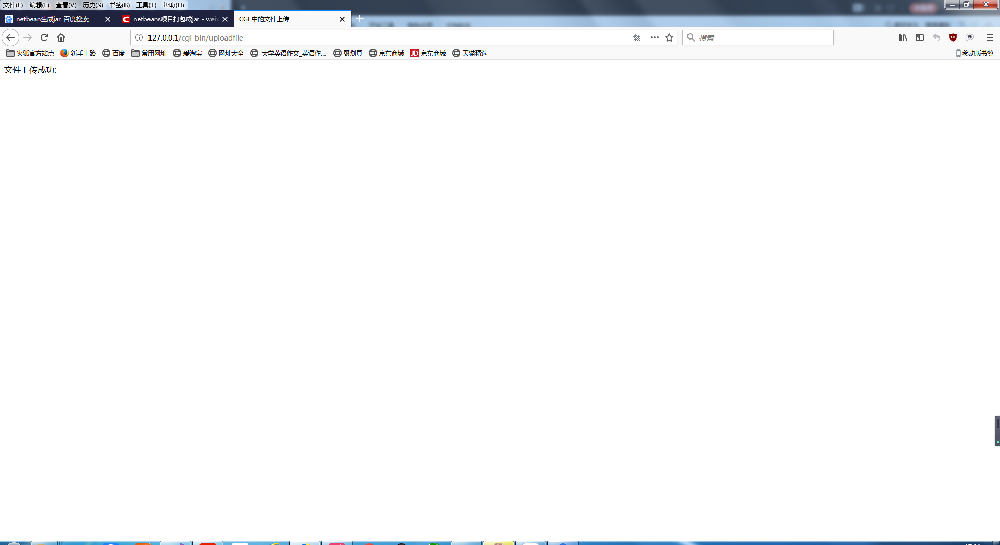 文件(F) 编辑(E) 查看(V) 历史(S) 书签(B) 工具(T) 帮助(H)
netbean生成jar_百度搜索 netbeans项目打包成jar - weix CGI 中的文件上传
127.0.0.1/cgi-bin/uploadfile 搜索
火狐官方站点 新手上路 百度 常用网址 爱淘宝 网址大全 大学英语作文_英语作... 聚划算 京东商城 JD 京东商城 天猫精选 移动版书签
文件上传成功: